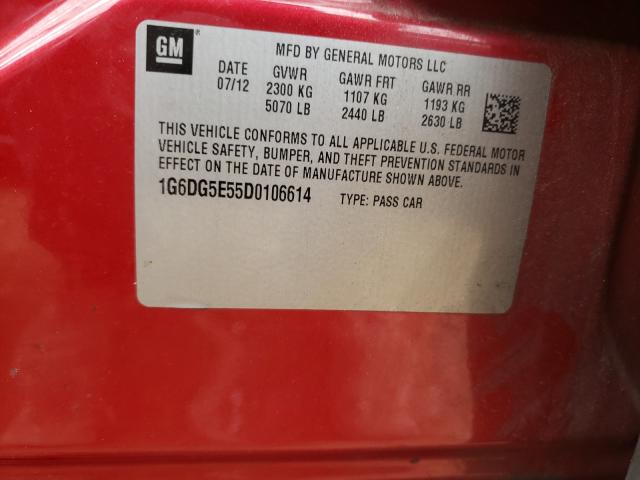 GM
MFD BY GENERAL MOTORS LLC
DATE GVWR GAWR FRT GAWR RR
07/12 2300 KG 1107 KG 1193 KG
5070 LB 2440 LB 2630 LB
THIS VEHICLE CONFORMS TO ALL APPLICABLE U.S. FEDERAL MOTOR
VEHICLE SAFETY, BUMPER, AND THEFT PREVENTION STANDARDS IN
EFFECT ON THE DATE OF MANUFACTURE SHOWN ABOVE.
1G6DG5E55D0106614 TYPE: PASS CAR